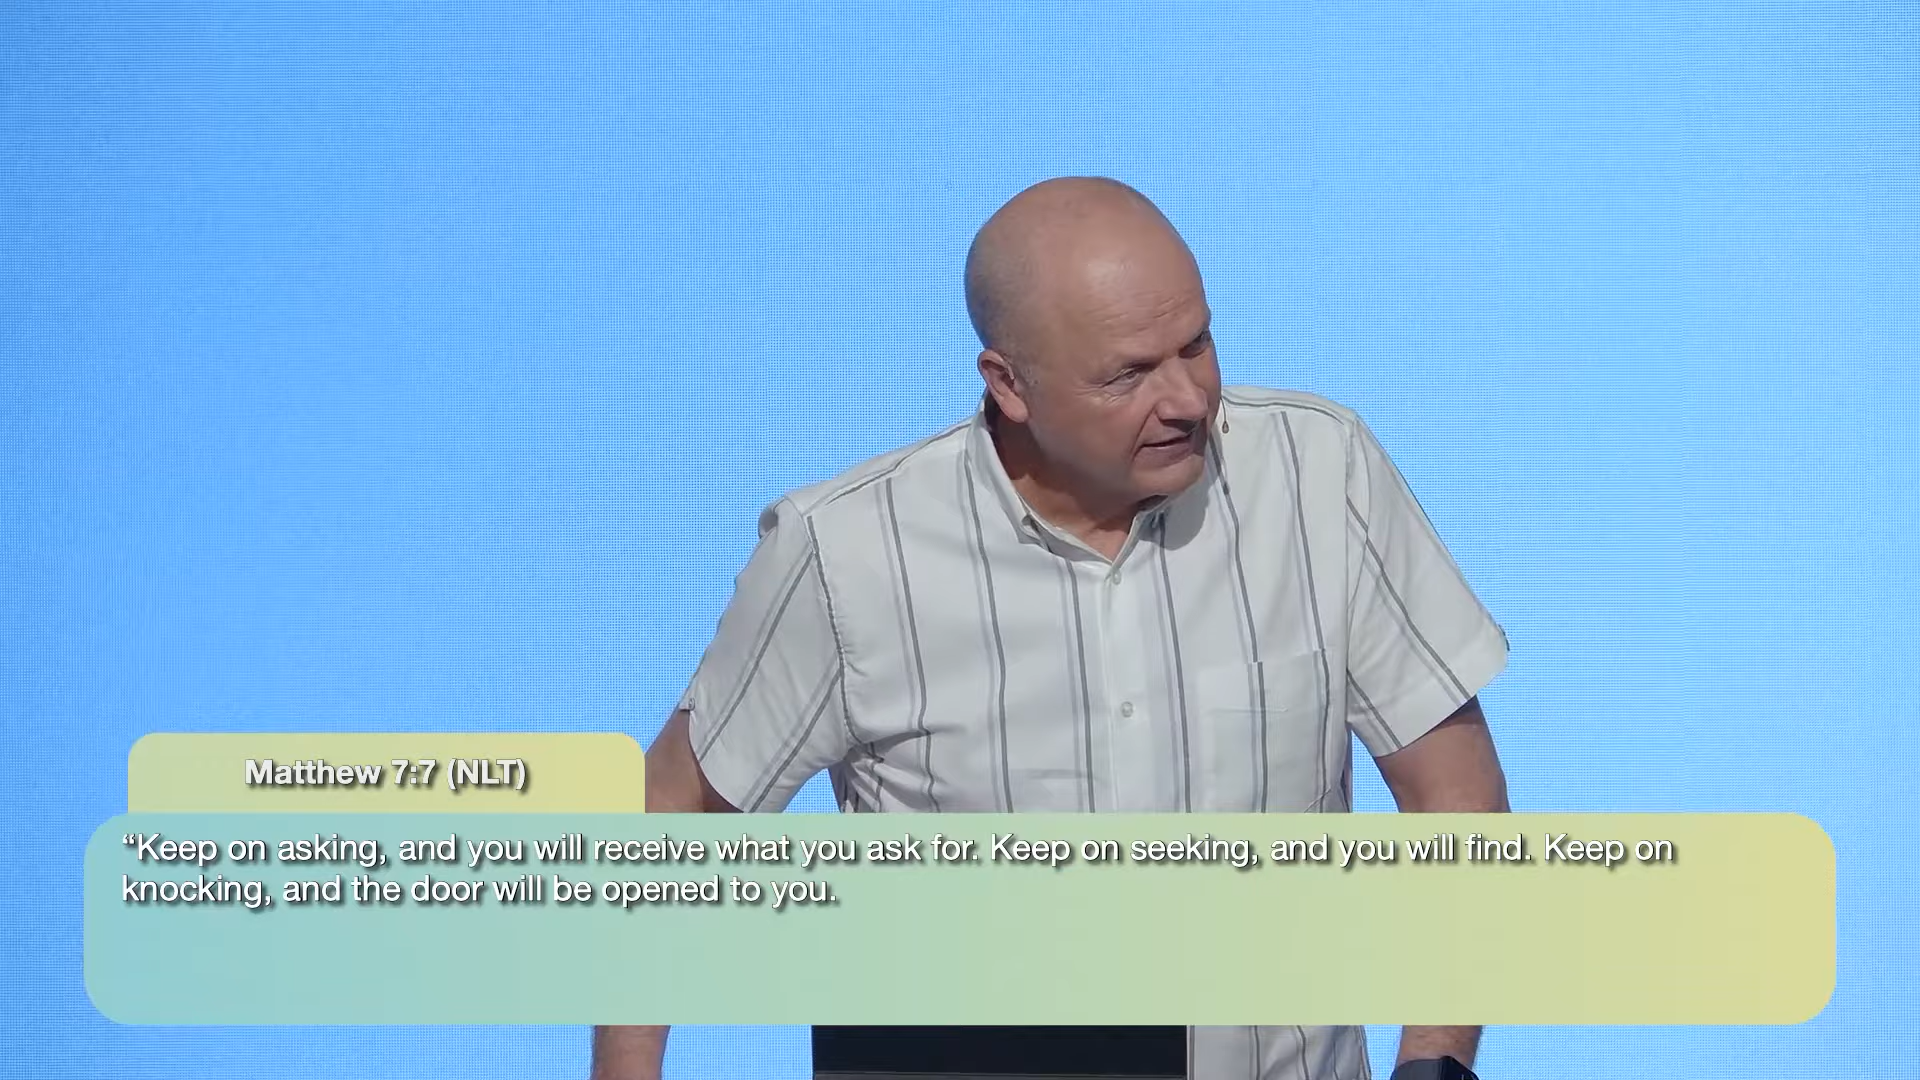 Matthew 7:7 (NLT)
“Keep on asking, and you will receive what you ask for. Keep on seeking, and you will find. Keep on
knocking, and the door will be opened to you.